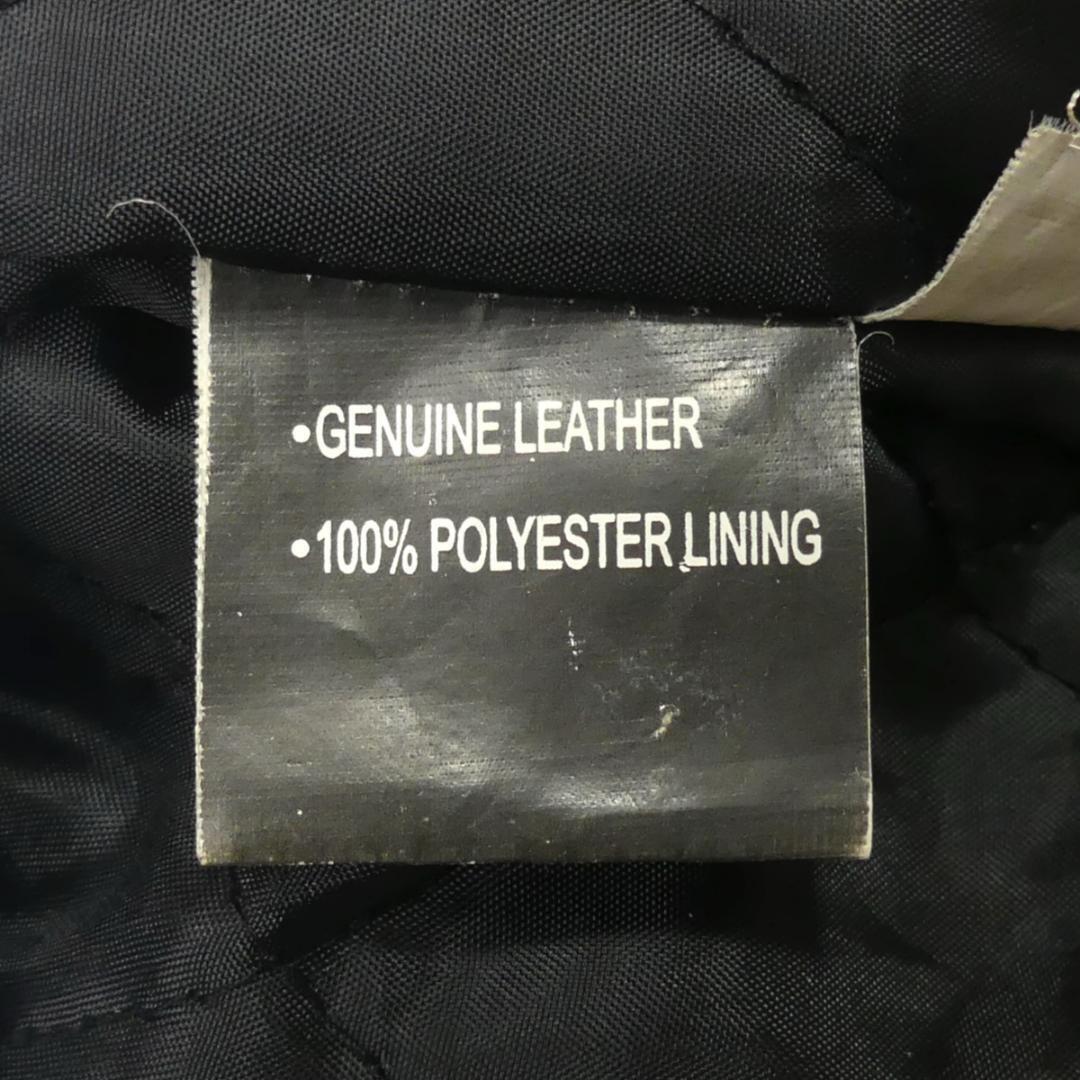 •GENUINE LEATHER
•100% POLYESTER LINING